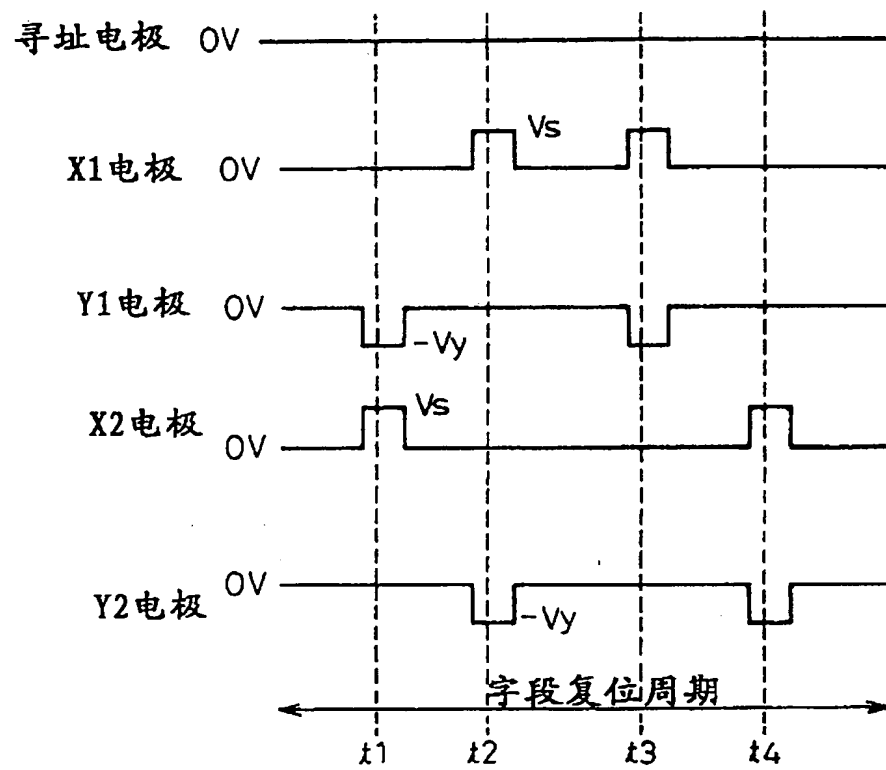 寻址电极 0V
Vs
X1电极 0V
Y1电极 0V
-Vy
Vs
X2电极
0V
0V
Y2电极
-Vy
字段复位周期
t1 t2 t3 t4